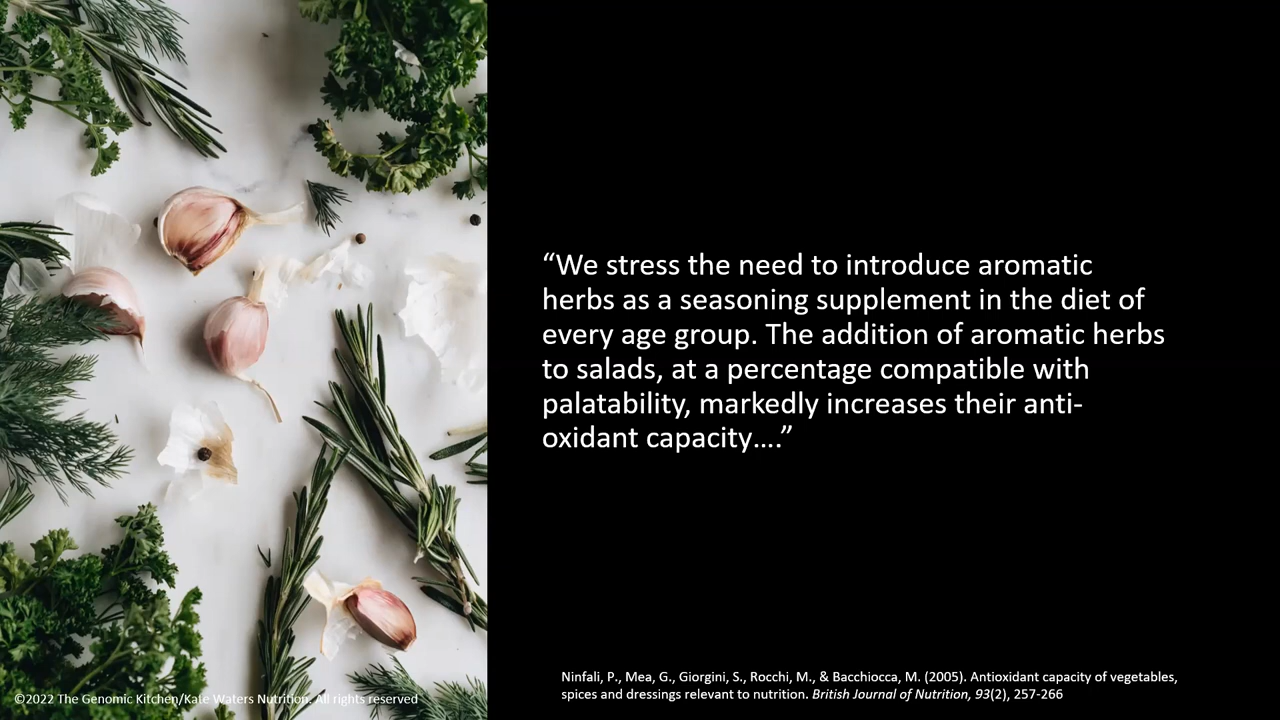 “We stress the need to introduce aromatic
herbs as a seasoning supplement in the diet of
every age group. The addition of aromatic herbs
to salads, at a percentage compatible with
palatability, markedly increases their anti-
oxidant capacity….”
Ninfali, P., Mea, G., Giorgini, S., Rocchi, M., & Bacchiocca, M. (2005). Antioxidant capacity of vegetables,
spices and dressings relevant to nutrition. British Journal of Nutrition, 93(2), 257-266
©2022 The Genomic Kitchen/Kate Waters Nutrition. All rights reserved